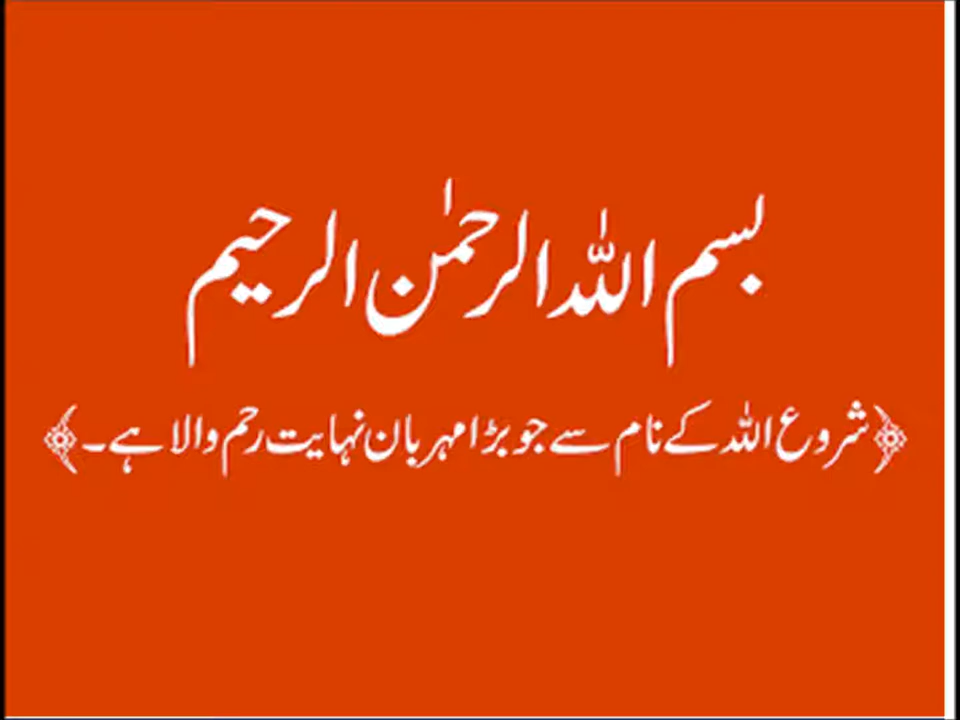 بسم اللہ الرحمٰن الرحیم
﴿شروع اللہ کے نام سے جو بڑا مہربان نہایت رحم والا ہے۔﴾